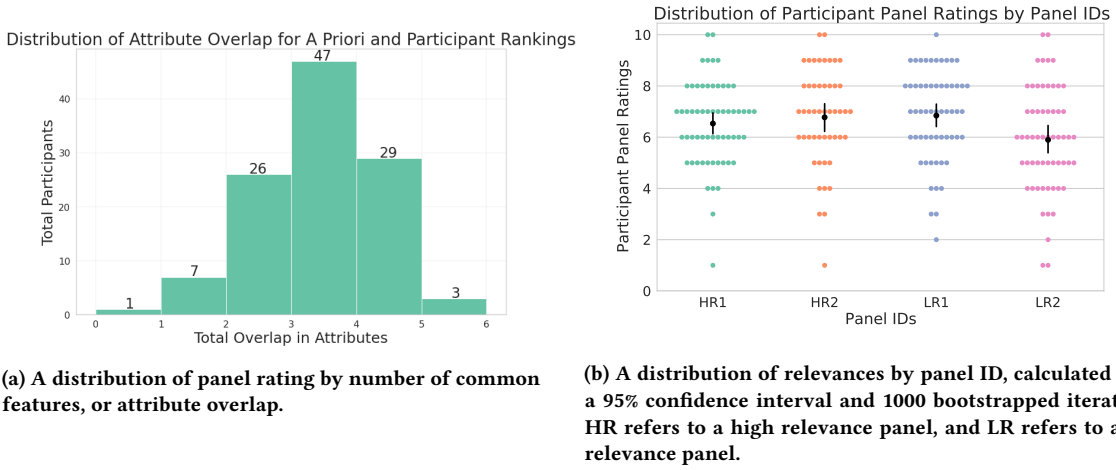 Distribution of Attribute Overlap for A Priori and Participant Rankings
Total Participants
40
30
20
10
0
1
7
26
47
29
3
0 1 2 3 4 5 6
Total Overlap in Attributes
(a) A distribution of panel rating by number of common
features, or attribute overlap.
Distribution of Participant Panel Ratings by Panel IDs
Participant Panel Ratings
10
8
6
4
2
0
HR1 HR2 LR1 LR2
Panel IDs
(b) A distribution of relevances by panel ID, calculated
a 95% confidence interval and 1000 bootstrapped iterat
HR refers to a high relevance panel, and LR refers to a
relevance panel.